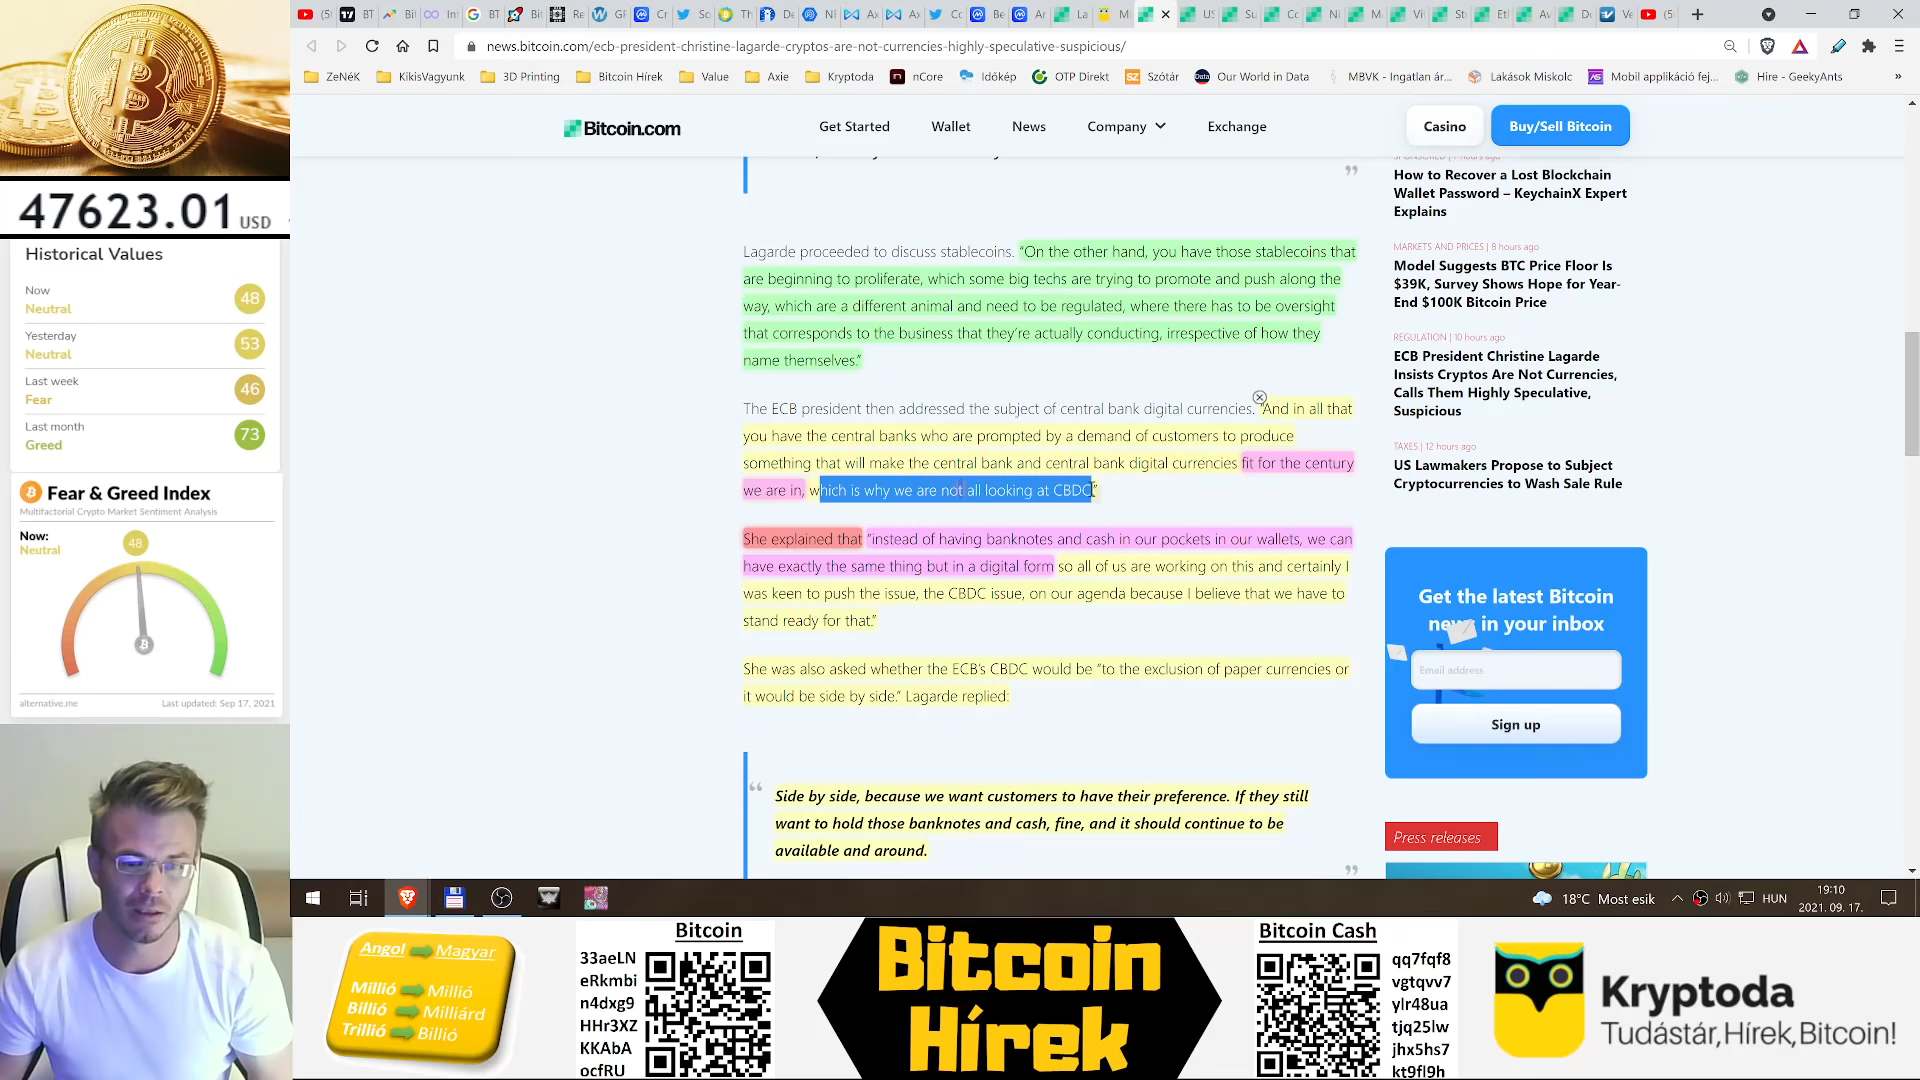 47623.01 USD
Historical Values
Now
Neutral
48
Yesterday
Neutral
53
Last week
Fear
46
Last month
Greed
73
Fear & Greed Index
Multifactorial Crypto Market Sentiment Analysis
Now:
Neutral
48
alternative.me
Last updated: Sep 17, 2021
news.bitcoin.com/ecb-president-christine-lagarde-cryptos-are-not-currencies-highly-speculative-suspicious/
ZeNéK
KikisVagyunk
3D Printing
Bitcoin Hírek
Value
Axie
Kryptoda
nCore
Időkép
OTP Direkt
Szótár
Our World in Data
MBVK - Ingatlan ár...
Lakások Miskolc
Mobil applikáció fej...
Hire - GeekyAnts
Bitcoin.com
Get Started
Wallet
News
Company
Exchange
Casino
Buy/Sell Bitcoin
Lagarde proceeded to discuss stablecoins. “On the other hand, you have those stablecoins that
are beginning to proliferate, which some big techs are trying to promote and push along the
way, which are a different animal and need to be regulated, where there has to be oversight
that corresponds to the business that they’re actually conducting, irrespective of how they
name themselves.”
The ECB president then addressed the subject of central bank digital currencies. “And in all that
you have the central banks who are prompted by a demand of customers to produce
something that will make the central bank and central bank digital currencies fit for the century
we are in, which is why we are not all looking at CBDC.”
She explained that “instead of having banknotes and cash in our pockets in our wallets, we can
have exactly the same thing but in a digital form so all of us are working on this and certainly I
was keen to push the issue, the CBDC issue, on our agenda because I believe that we have to
stand ready for that.”
She was also asked whether the ECB’s CBDC would be “to the exclusion of paper currencies or
it would be side by side.” Lagarde replied:
Side by side, because we want customers to have their preference. If they still
want to hold those banknotes and cash, fine, and it should continue to be
available and around.
How to Recover a Lost Blockchain
Wallet Password – KeychainX Expert
Explains
MARKETS AND PRICES | 8 hours ago
Model Suggests BTC Price Floor Is
$39K, Survey Shows Hope for Year-
End $100K Bitcoin Price
REGULATION | 10 hours ago
ECB President Christine Lagarde
Insists Cryptos Are Not Currencies,
Calls Them Highly Speculative,
Suspicious
TAXES | 12 hours ago
US Lawmakers Propose to Subject
Cryptocurrencies to Wash Sale Rule
Get the latest Bitcoin
news in your inbox
Email address
Sign up
Press releases
18°C Most esik
HUN
19:10
2021. 09. 17.
Angol Magyar
Millió Millió
Billió Milliárd
Trillió Billió
Bitcoin
33aeLN
eRkmbi
n4dxg9
HHr3XZ
KKAbA
ocfRU
Bitcoin
Hírek
Bitcoin Cash
qq7fqf8
vgtqvv7
ylr48ua
tjq25lw
jhx5hs7
kt9fl9h
Kryptoda
Tudástár,Hírek,Bitcoin!